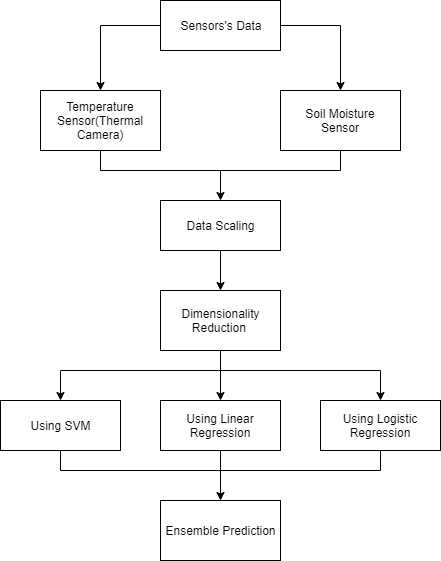 Sensors's Data
Temperature
Sensor(Thermal
Camera)
Soil Moisture
Sensor
Data Scaling
Dimensionality
Reduction
Using SVM
Using Linear
Regression
Using Logistic
Regression
Ensemble Prediction